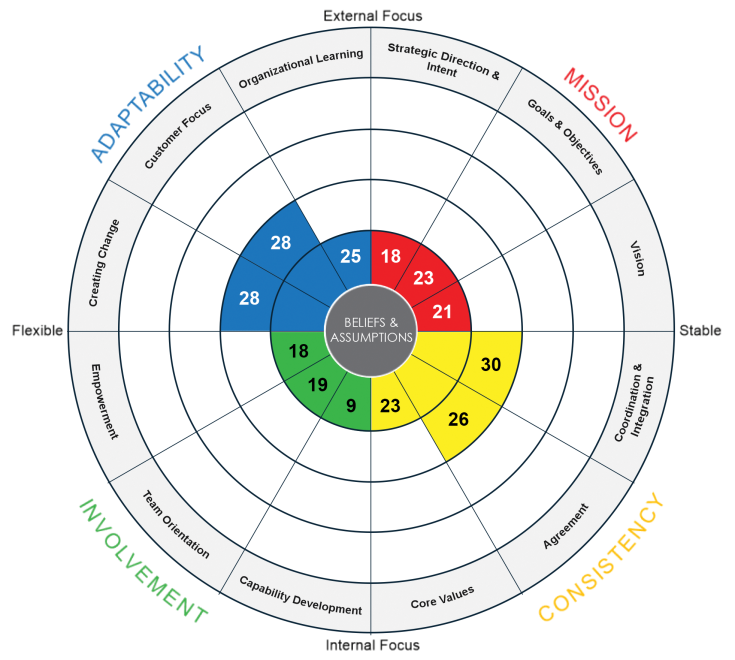 External Focus
ADAPTABILITY
MISSION
Organizational Learning
Strategic Direction &
Intent
Customer Focus
Goals & Objectives
Creating Change
Vision
28
25
18
23
28
21
Flexible
BELIEFS &
ASSUMPTIONS
Stable
18
30
19
9
23
26
Empowerment
Coordination &
Integration
Team Orientation
Agreement
Capability Development
Core Values
INVOLVEMENT
CONSISTENCY
Internal Focus